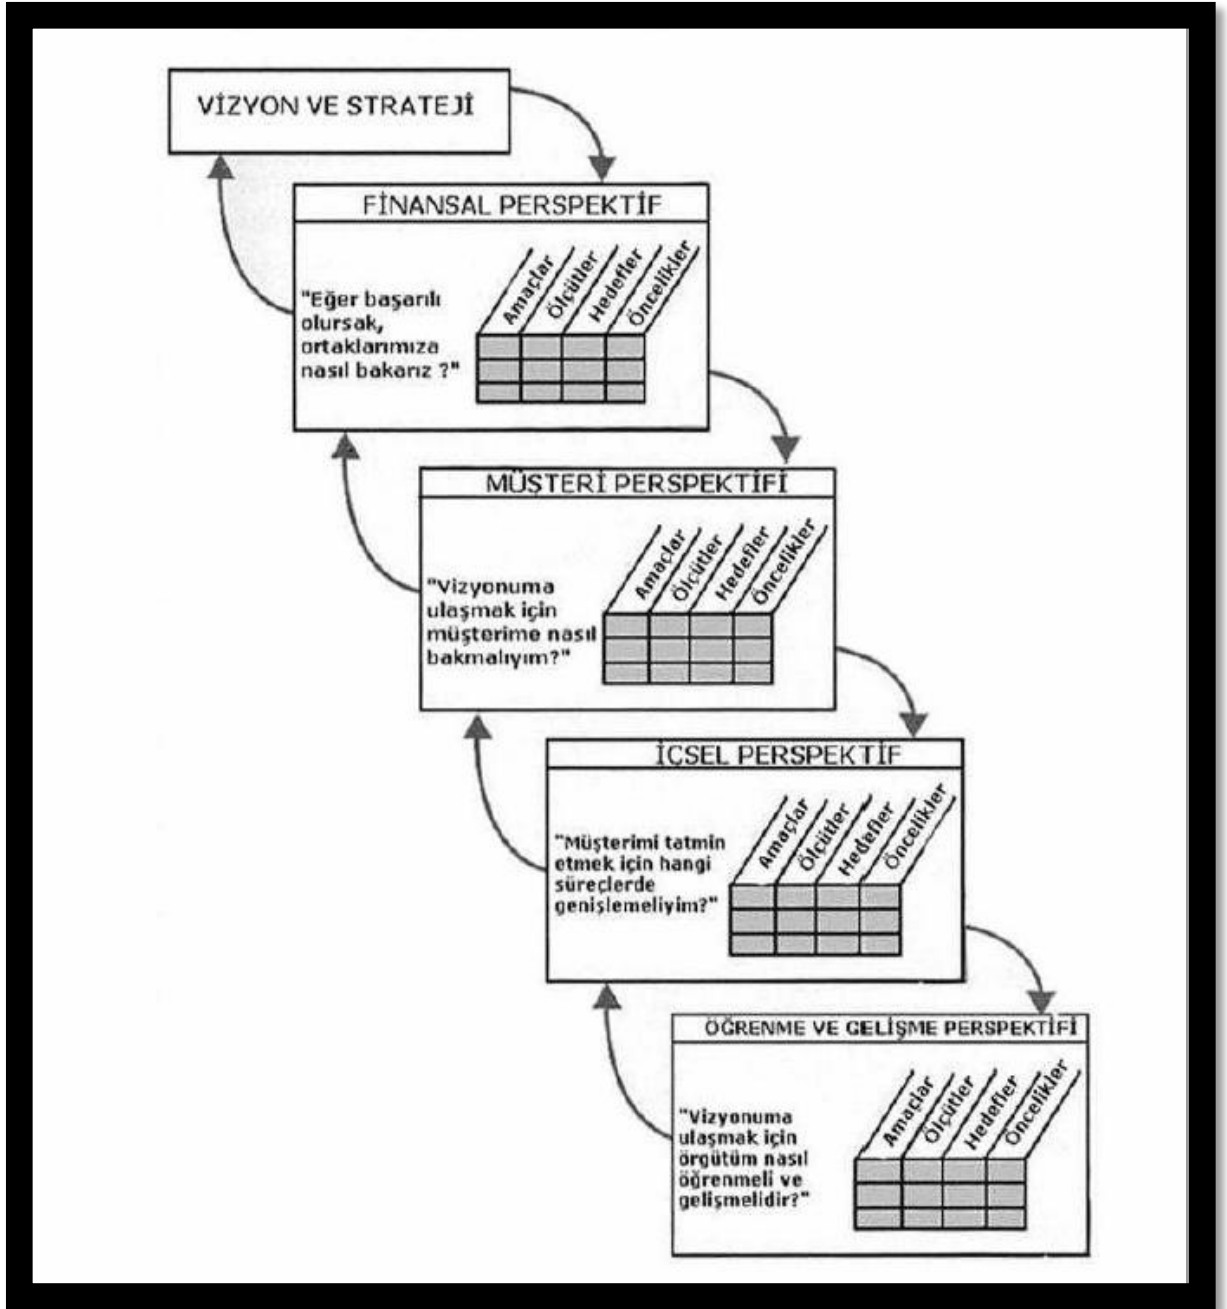 VİZYON VE STRATEJİ
FİNANSAL PERSPEKTİF
Amaçlar
Ölçütler
Hedefler
Öncelikler
"Eğer başarılı
olursak,
ortaklarımıza
nasıl bakarız ?"
MÜŞTERİ PERSPEKTİFİ
Amaçlar
Ölçütler
Hedefler
Öncelikler
"Vizyonuma
ulaşmak için
müşterime nasıl
bakmalıyım?"
İÇSEL PERSPEKTİF
Amaçlar
Ölçütler
Hedefler
Öncelikler
"Müşterimi tatmin
etmek için hangi
süreçlerde
genişlemeliyim?"
ÖĞRENME VE GELİŞME PERSPEKTİFİ
Amaçlar
Ölçütler
Hedefler
Öncelikler
"Vizyonuma
ulaşmak için
örgütüm nasıl
öğrenmeli ve
gelişmelidir?"